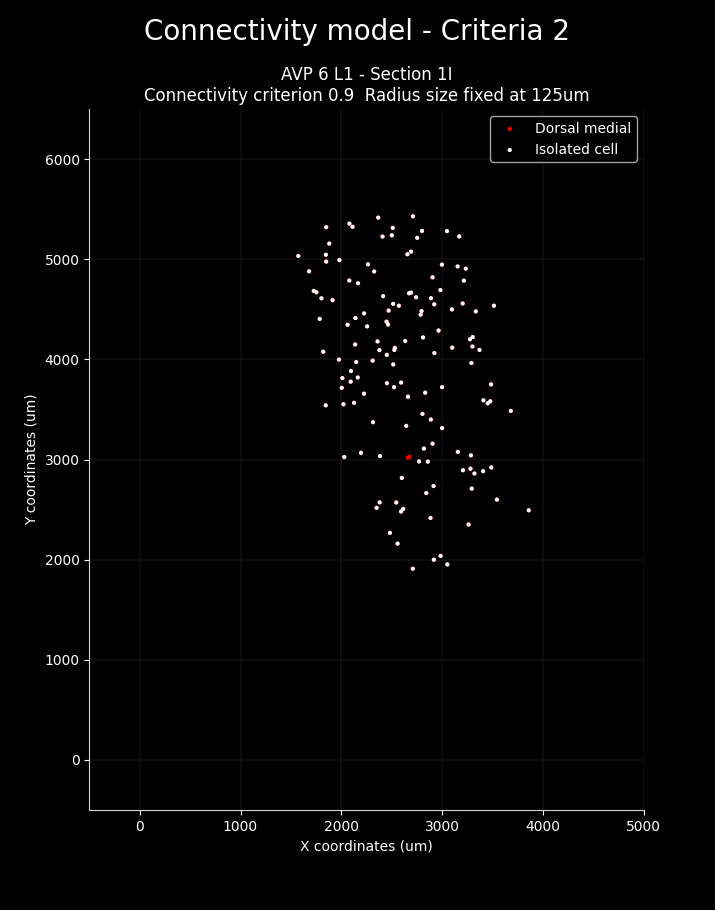 Connectivity model - Criteria 2
AVP 6 L1 - Section 1I
Connectivity criterion 0.9  Radius size fixed at 125um
Dorsal medial
Isolated cell
6000
5000
4000
3000
2000
1000
0
Y coordinates (um)
0 1000 2000 3000 4000 5000
X coordinates (um)